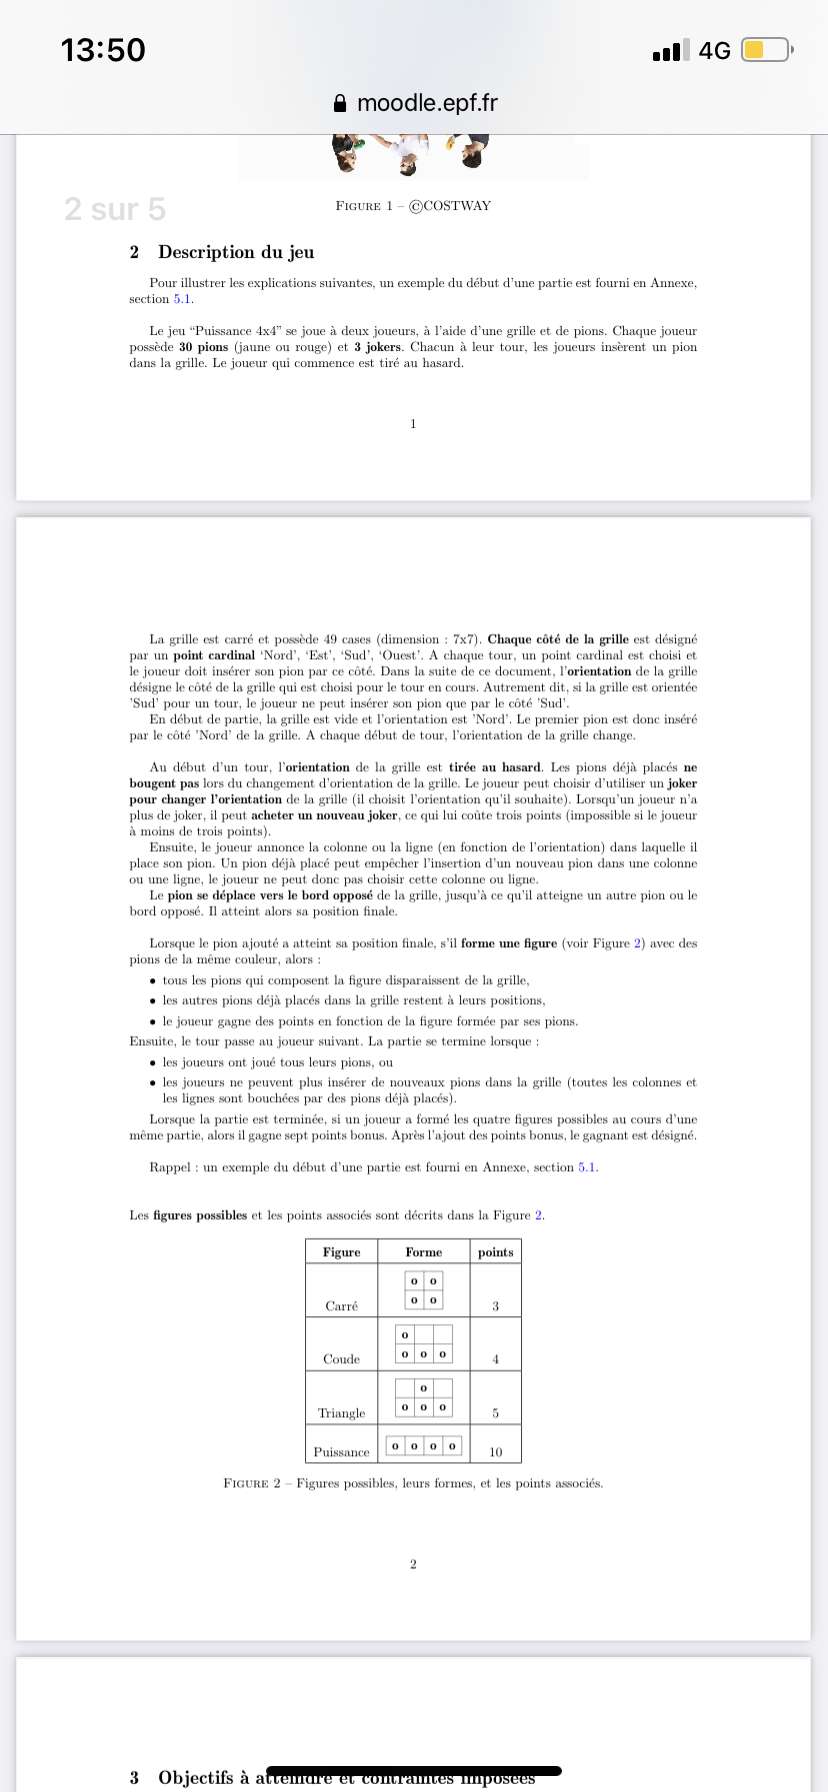 13:50
4G
moodle.epf.fr
2 sur 5
FIGURE 1 – ©COSTWAY
2 Description du jeu
Pour illustrer les explications suivantes, un exemple du début d'une partie est fourni en Annexe,
section 5.1.
Le jeu “Puissance 4x4” se joue à deux joueurs, à l'aide d'une grille et de pions. Chaque joueur
possède 30 pions (jaune ou rouge) et 3 jokers. Chacun à leur tour, les joueurs insèrent un pion
dans la grille. Le joueur qui commence est tiré au hasard.
1
La grille est carré et possède 49 cases (dimension : 7x7). Chaque côté de la grille est désigné
par un point cardinal ‘Nord’, ‘Est’, ‘Sud’, ‘Ouest’. A chaque tour, un point cardinal est choisi et
le joueur doit insérer son pion par ce côté. Dans la suite de ce document, l'orientation de la grille
désigne le côté de la grille qui est choisi pour le tour en cours. Autrement dit, si la grille est orientée
’Sud’ pour un tour, le joueur ne peut insérer son pion que par le côté ’Sud’.
En début de partie, la grille est vide et l'orientation est ’Nord’. Le premier pion est donc inséré
par le côté ’Nord’ de la grille. A chaque début de tour, l'orientation de la grille change.
Au début d'un tour, l'orientation de la grille est tirée au hasard. Les pions déjà placés ne
bougent pas lors du changement d'orientation de la grille. Le joueur peut choisir d'utiliser un joker
pour changer l'orientation de la grille (il choisit l'orientation qu'il souhaite). Lorsqu'un joueur n'a
plus de joker, il peut acheter un nouveau joker, ce qui lui coûte trois points (impossible si le joueur
à moins de trois points).
Ensuite, le joueur annonce la colonne ou la ligne (en fonction de l'orientation) dans laquelle il
place son pion. Un pion déjà placé peut empêcher l'insertion d'un nouveau pion dans une colonne
ou une ligne, le joueur ne peut donc pas choisir cette colonne ou ligne.
Le pion se déplace vers le bord opposé de la grille, jusqu'à ce qu'il atteigne un autre pion ou le
bord opposé. Il atteint alors sa position finale.
Lorsque le pion ajouté a atteint sa position finale, s'il forme une figure (voir Figure 2) avec des
pions de la même couleur, alors :
• tous les pions qui composent la figure disparaissent de la grille,
• les autres pions déjà placés dans la grille restent à leurs positions,
• le joueur gagne des points en fonction de la figure formée par ses pions.
Ensuite, le tour passe au joueur suivant. La partie se termine lorsque :
• les joueurs ont joué tous leurs pions, ou
• les joueurs ne peuvent plus insérer de nouveaux pions dans la grille (toutes les colonnes et
les lignes sont bouchées par des pions déjà placés).
Lorsque la partie est terminée, si un joueur a formé les quatre figures possibles au cours d'une
même partie, alors il gagne sept points bonus. Après l'ajout des points bonus, le gagnant est désigné.
Rappel : un exemple du début d'une partie est fourni en Annexe, section 5.1.
Les figures possibles et les points associés sont décrits dans la Figure 2.
Figure Forme points
o o
o o
Carré 3
o
o o o
Coude 4
o
o o o
Triangle 5
o o o o
Puissance 10
FIGURE 2 – Figures possibles, leurs formes, et les points associés.
2
3 Objectifs à atteindre et contraintes imposées